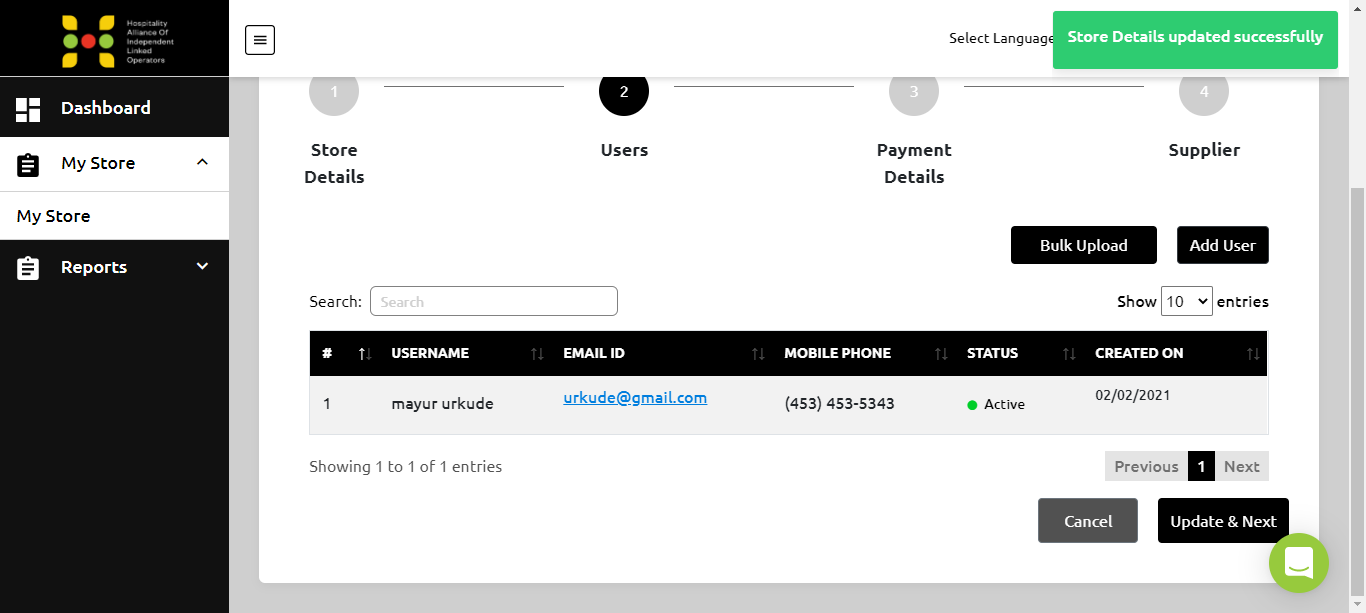 Hospitality
Alliance Of
Independent
Linked
Operators
Select Language
Store Details updated successfully
Dashboard
My Store
My Store
Reports
1
2
3
4
Store
Details
Users
Payment
Details
Supplier
Bulk Upload
Add User
Search: Search
Show 10 entries
# USERNAME EMAIL ID MOBILE PHONE STATUS CREATED ON
1 mayur urkude urkude@gmail.com (453) 453-5343 Active 02/02/2021
Showing 1 to 1 of 1 entries
Previous 1 Next
Cancel
Update & Next